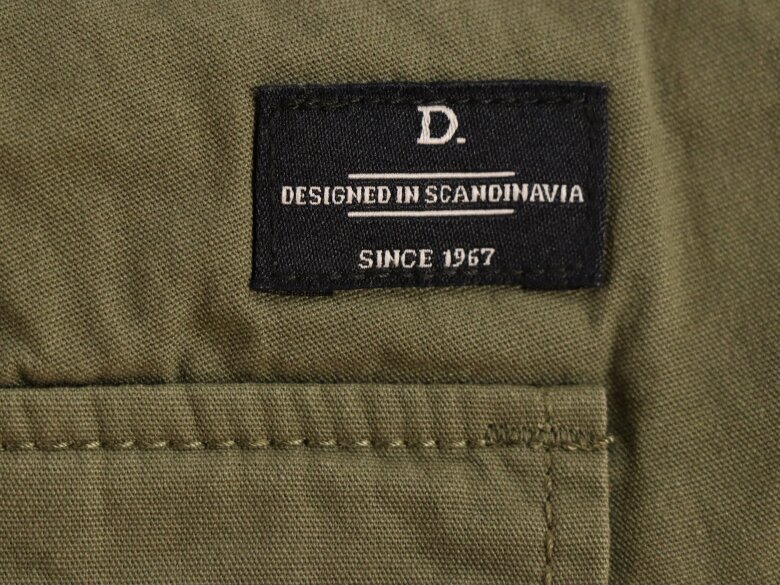 D.
DESIGNED IN SCANDINAVIA
SINCE 1967